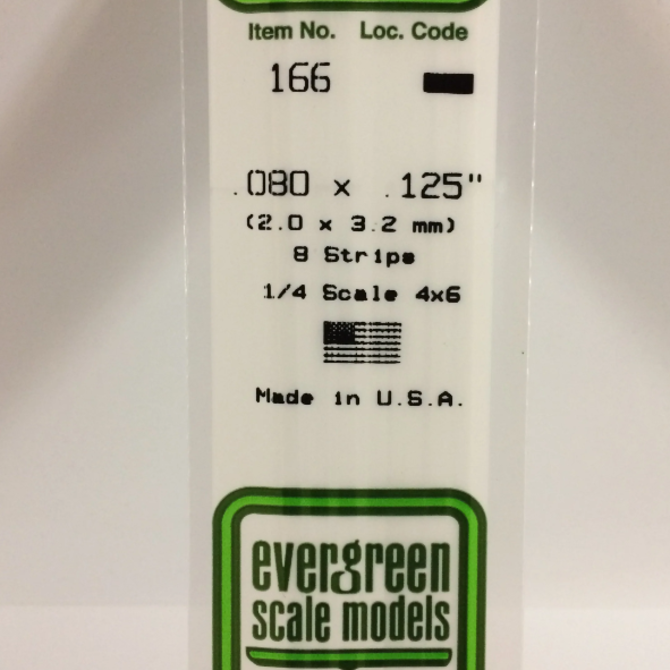 Item No. Loc. Code
166
.080 x .125"
(2.0 x 3.2 mm)
8 Strips
1/4 Scale 4x6
Made in U.S.A.
evergreen
scale models